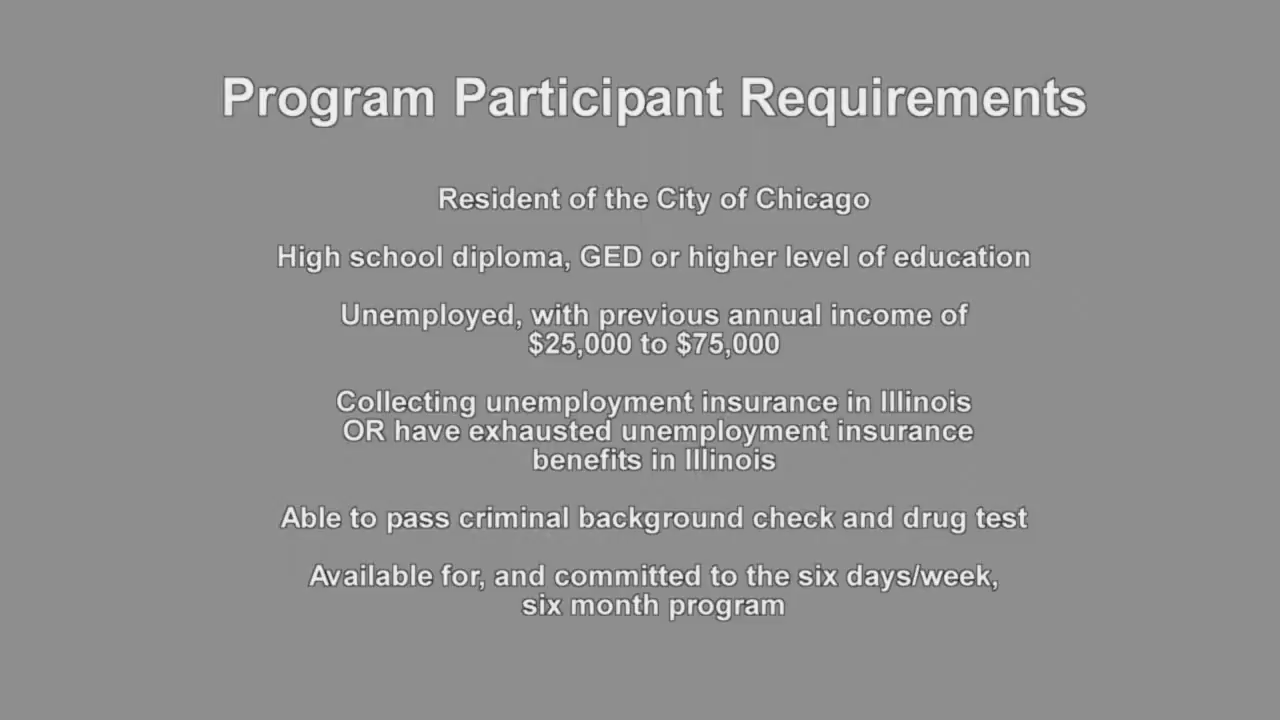 Program Participant Requirements
Resident of the City of Chicago
High school diploma, GED or higher level of education
Unemployed, with previous annual income of
$25,000 to $75,000
Collecting unemployment insurance in Illinois
OR have exhausted unemployment insurance
benefits in Illinois
Able to pass criminal background check and drug test
Available for, and committed to the six days/week,
six month program